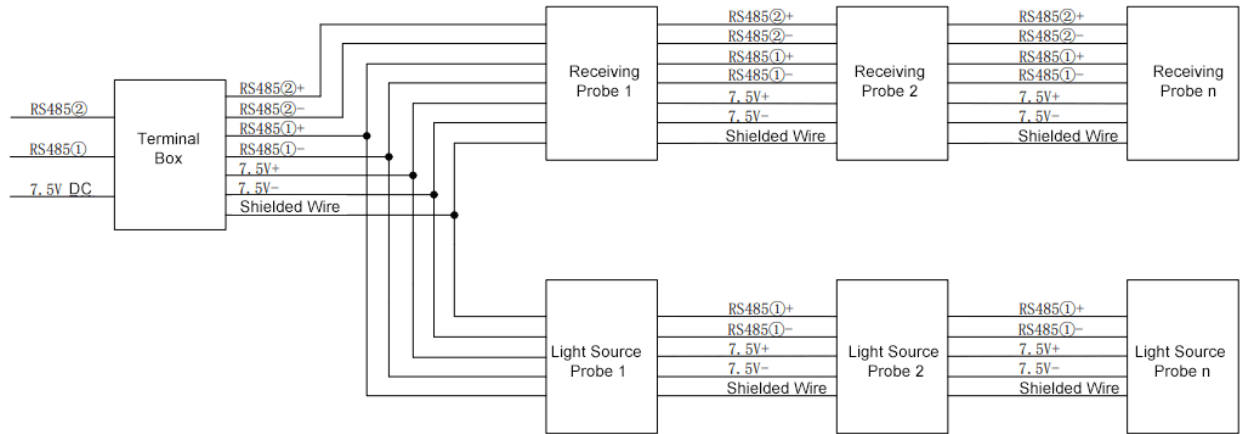 RS485②
RS485①
7.5V DC
Terminal
Box
RS485②+
RS485②-
RS485①+
RS485①-
7.5V+
7.5V-
Shielded Wire
Receiving
Probe 1
RS485②+
RS485②-
RS485①+
RS485①-
7.5V+
7.5V-
Shielded Wire
Receiving
Probe 2
RS485②+
RS485②-
RS485①+
RS485①-
7.5V+
7.5V-
Shielded Wire
Receiving
Probe n
Light Source
Probe 1
RS485①+
RS485①-
7.5V+
7.5V-
Shielded Wire
Light Source
Probe 2
RS485①+
RS485①-
7.5V+
7.5V-
Shielded Wire
Light Source
Probe n